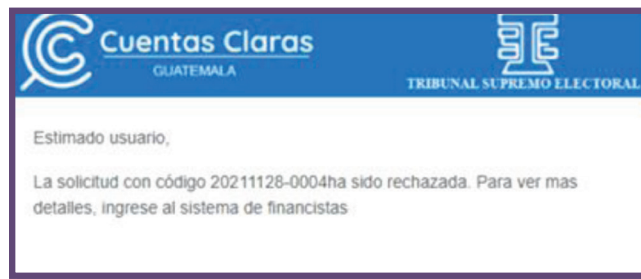 Cuentas Claras
GUATEMALA
TRIBUNAL SUPREMO ELECTORAL
Estimado usuario,
La solicitud con código 20211128-0004ha sido rechazada. Para ver mas
detalles, ingrese al sistema de financistas